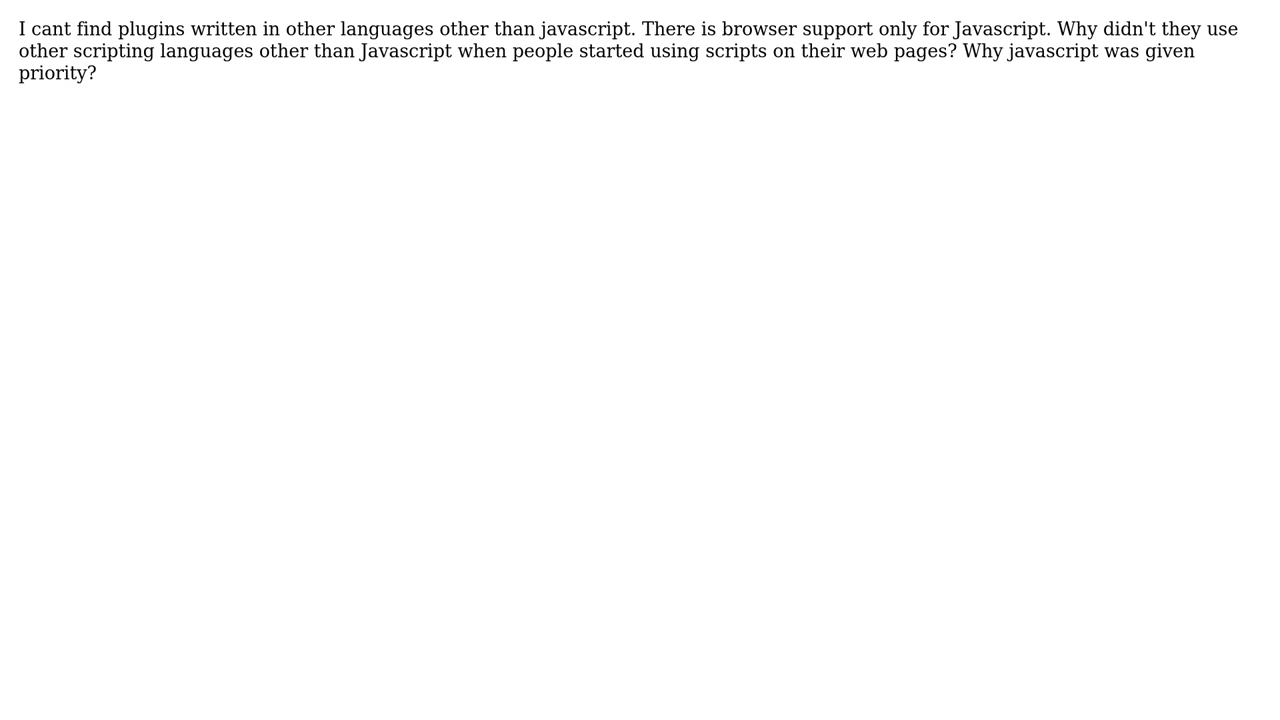 I cant find plugins written in other languages other than javascript. There is browser support only for Javascript. Why didn't they use
other scripting languages other than Javascript when people started using scripts on their web pages? Why javascript was given
priority?